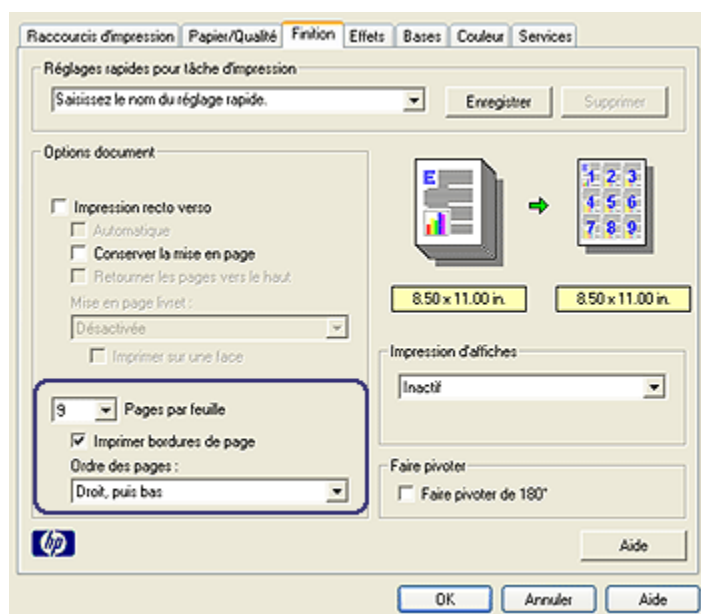 Raccourcis d'impression Papier/Qualité Finition Effets Bases Couleur Services
Réglages rapides pour tâche d'impression
Saisissez le nom du réglage rapide.
Enregistrer
Supprimer
Options document
Impression recto verso
Automatique
Conserver la mise en page
Retourner les pages vers le haut
Mise en page livret :
Désactivée
Imprimer sur une face
9 Pages par feuille
Imprimer bordures de page
Ordre des pages :
Droit, puis bas
E
1 2 3
4 5 6
7 8 9
8.50 x 11.00 in.
8.50 x 11.00 in.
Impression d'affiches
Inactif
Faire pivoter
Faire pivoter de 180°
hp
Aide
OK Annuler Aide